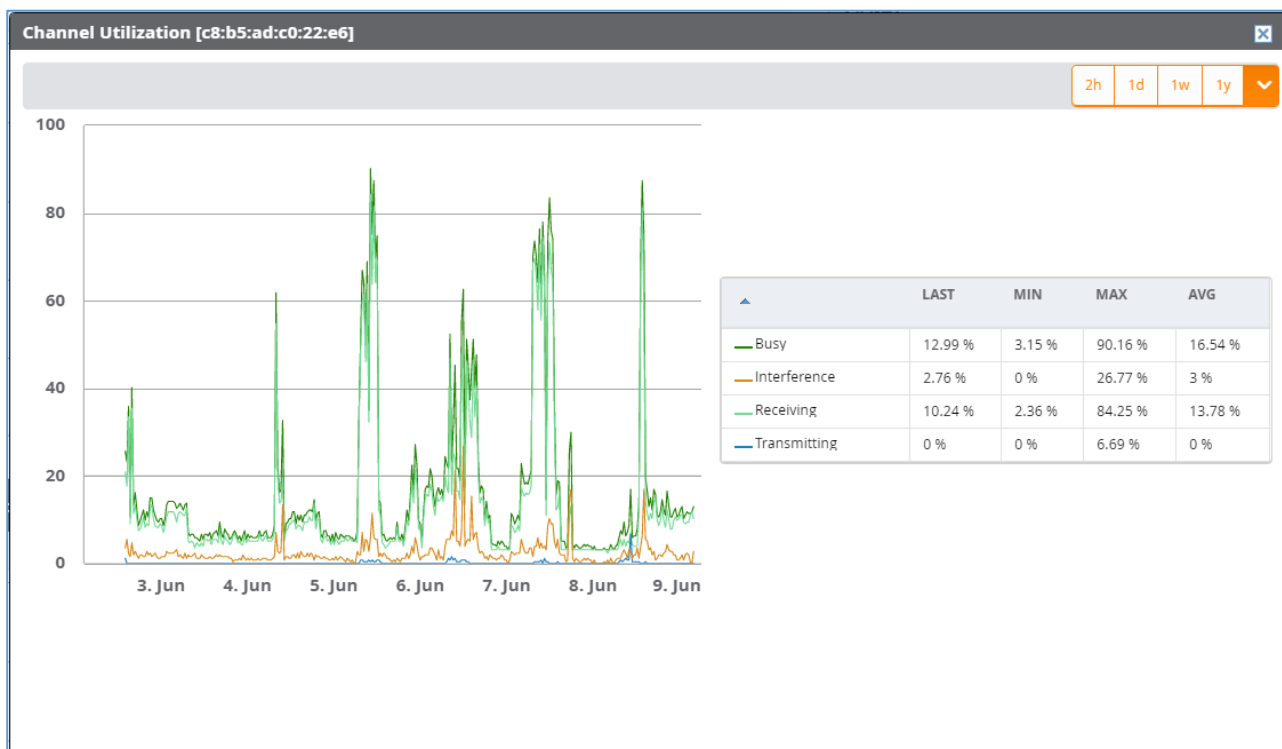 Channel Utilization [c8:b5:ad:c0:22:e6]
2h 1d 1w 1y
100
80
60
40
20
0
3. Jun 4. Jun 5. Jun 6. Jun 7. Jun 8. Jun 9. Jun
LAST MIN MAX AVG
Busy 12.99 % 3.15 % 90.16 % 16.54 %
Interference 2.76 % 0 % 26.77 % 3 %
Receiving 10.24 % 2.36 % 84.25 % 13.78 %
Transmitting 0 % 0 % 6.69 % 0 %